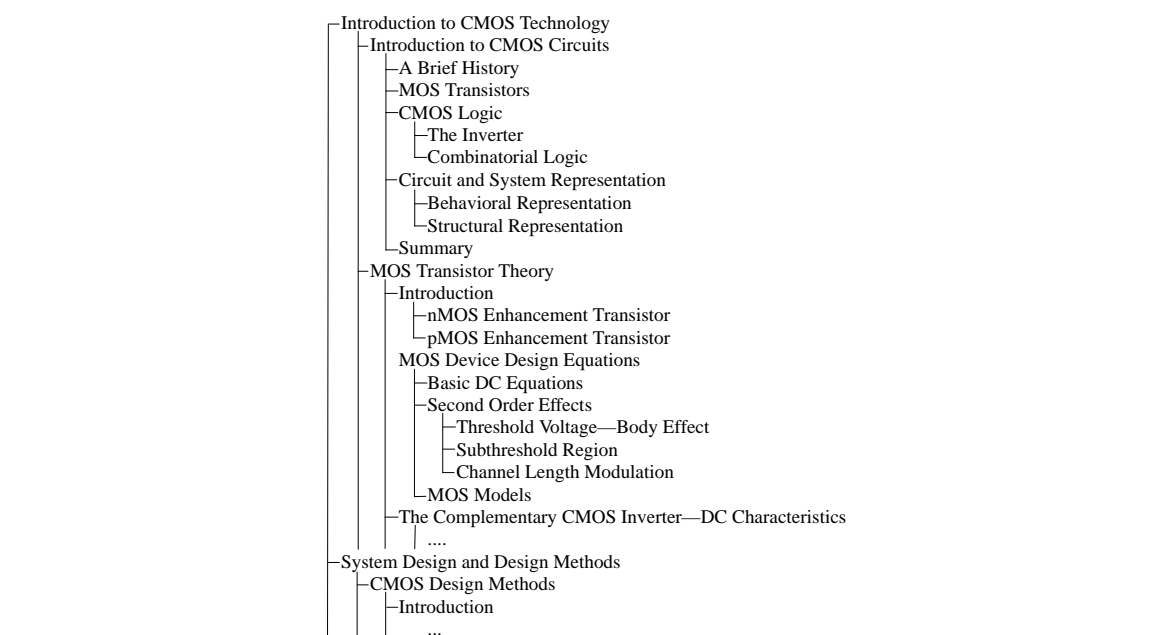 Introduction to CMOS Technology
Introduction to CMOS Circuits
A Brief History
MOS Transistors
CMOS Logic
The Inverter
Combinatorial Logic
Circuit and System Representation
Behavioral Representation
Structural Representation
Summary
MOS Transistor Theory
Introduction
nMOS Enhancement Transistor
pMOS Enhancement Transistor
MOS Device Design Equations
Basic DC Equations
Second Order Effects
Threshold Voltage—Body Effect
Subthreshold Region
Channel Length Modulation
MOS Models
The Complementary CMOS Inverter—DC Characteristics
....
System Design and Design Methods
CMOS Design Methods
Introduction
...